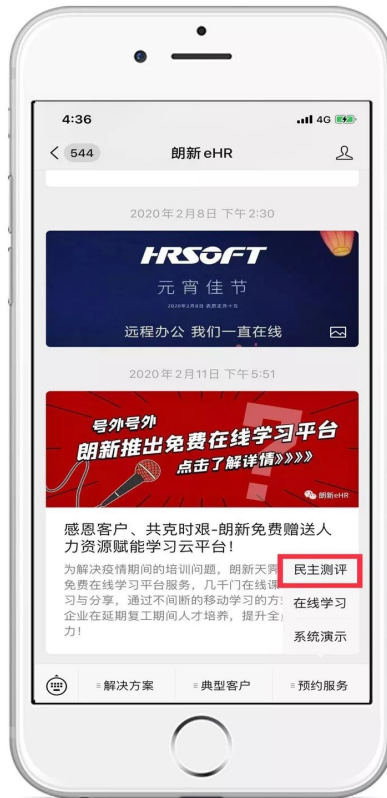 4:36
4G
544
朗新eHR
2020年2月8日 下午2:30
HRSOFT
元宵佳节
远程办公 我们一直在线
2020年2月11日 下午5:51
号外号外
朗新推出免费在线学习平台
点击了解详情》》》》
朗新eHR
感恩客户、共克时艰-朗新免费赠送人
力资源赋能学习云平台！
为解决疫情期间的培训问题，朗新天霁
免费在线学习平台服务，几千门在线课
习与分享，通过不间断的移动学习的方
企业在延期复工期间人才培养，提升全
力！
民主测评
在线学习
系统演示
解决方案
典型客户
预约服务